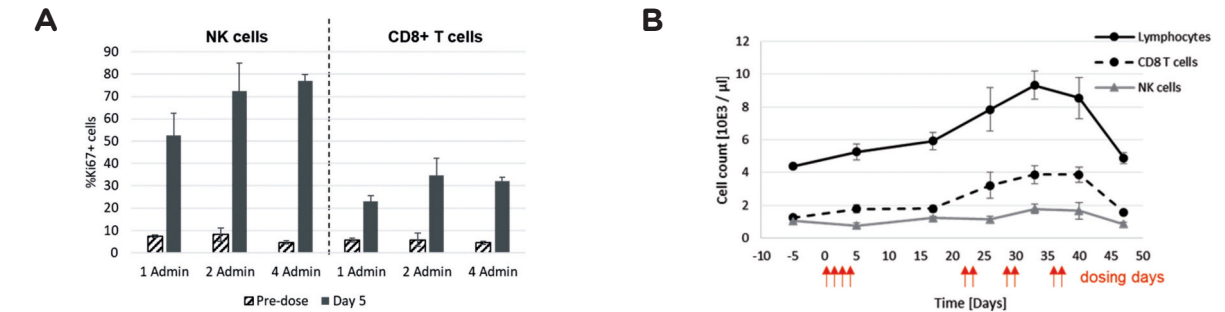 A
NK cells CD8+ T cells
%Ki67+ cells
90
80
70
60
50
40
30
20
10
0
1 Admin 2 Admin 4 Admin 1 Admin 2 Admin 4 Admin
Pre-dose Day 5
B
Lymphocytes
CD8 T cells
NK cells
Cell count [10E3 / µl]
12
10
8
6
4
2
0
-10 -5 0 5 10 15 20 25 30 35 40 45 50
dosing days
Time [Days]